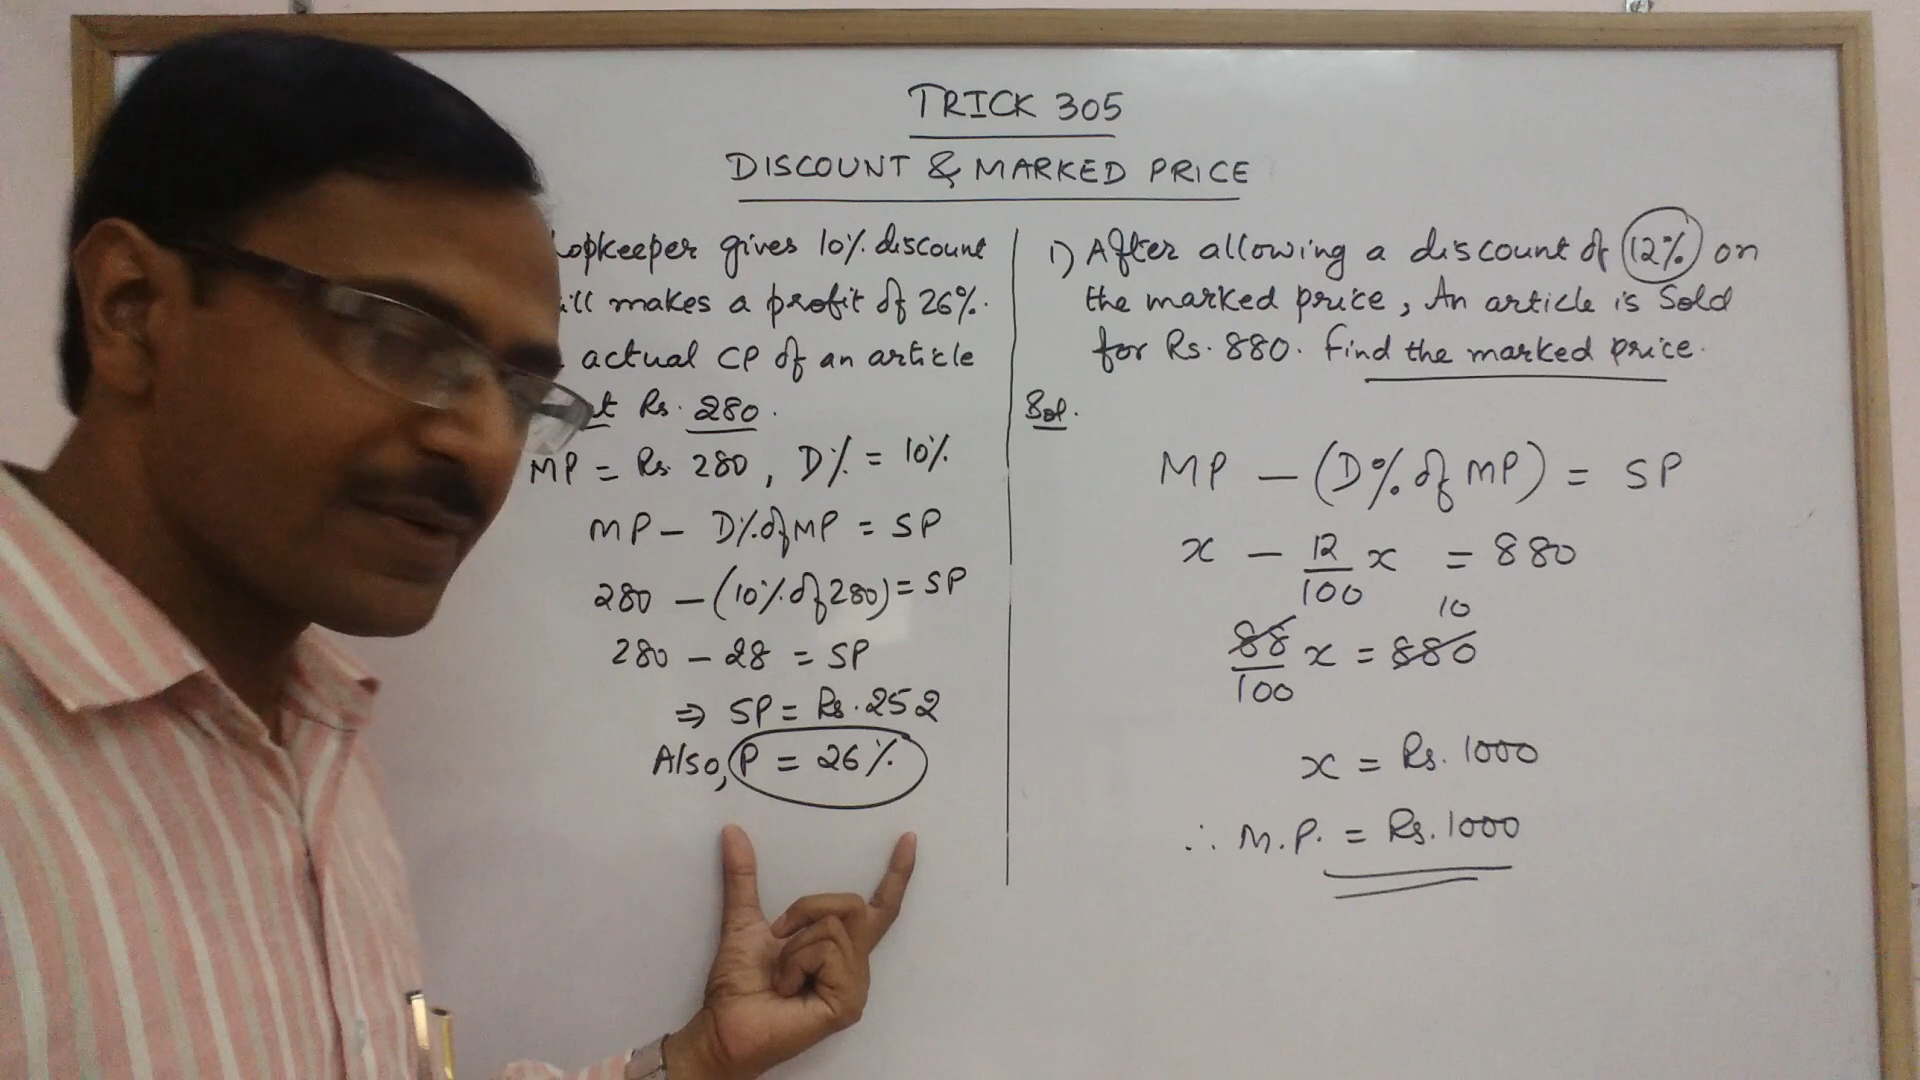 TRICK 305
DISCOUNT & MARKED PRICE
opkeeper gives 10% discount
ill makes a profit of 26%.
actual CP of an article
Rs. 280.
MP = Rs. 280, D% = 10%
MP - D% of MP = SP
280 - (10% of 280) = SP
280 - 28 = SP
⇒ SP = Rs. 252
Also, P = 26%
1) After allowing a discount of 12% on
the marked price, An article is Sold
for Rs. 880. Find the marked price.
Sol.
MP - (D% of MP) = SP
x - 12/100 x = 880
10
88/100 x = 880
x = Rs. 1000
∴ M.P. = Rs. 1000